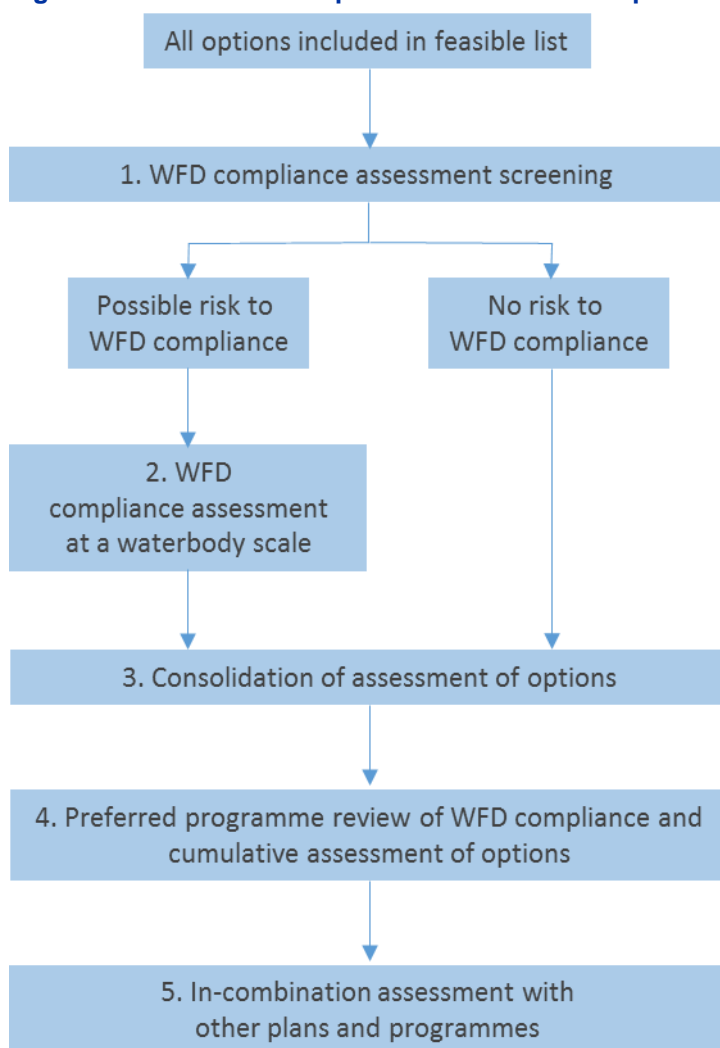 All options included in feasible list
1. WFD compliance assessment screening
Possible risk to
WFD compliance
No risk to
WFD compliance
2. WFD
compliance assessment
at a waterbody scale
3. Consolidation of assessment of options
4. Preferred programme review of WFD compliance and
cumulative assessment of options
5. In-combination assessment with
other plans and programmes